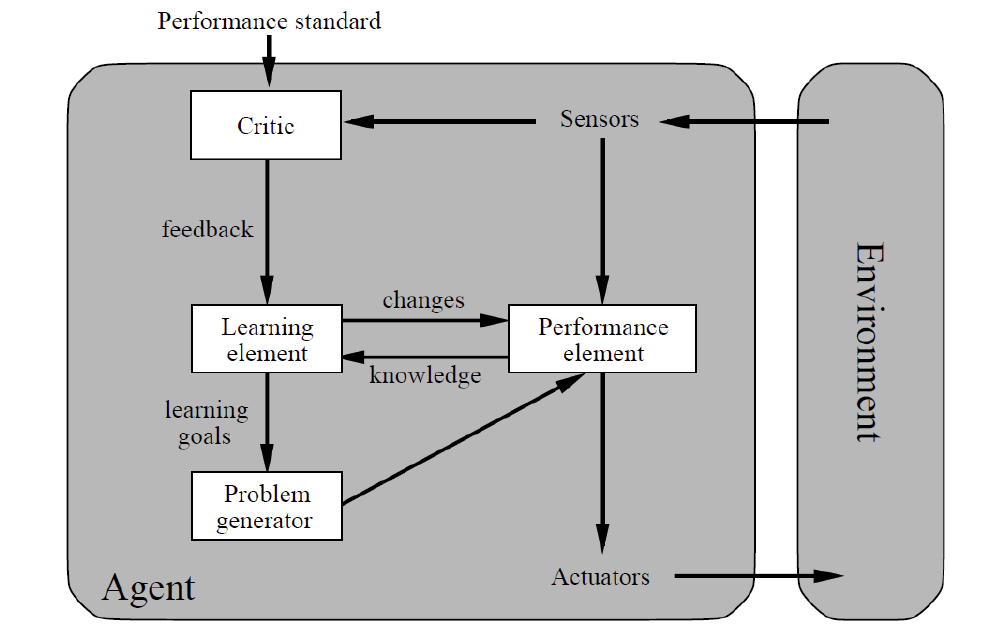 Performance standard
Critic
Sensors
feedback
changes
Learning
element
Performance
element
knowledge
learning
goals
Problem
generator
Agent
Actuators
Environment